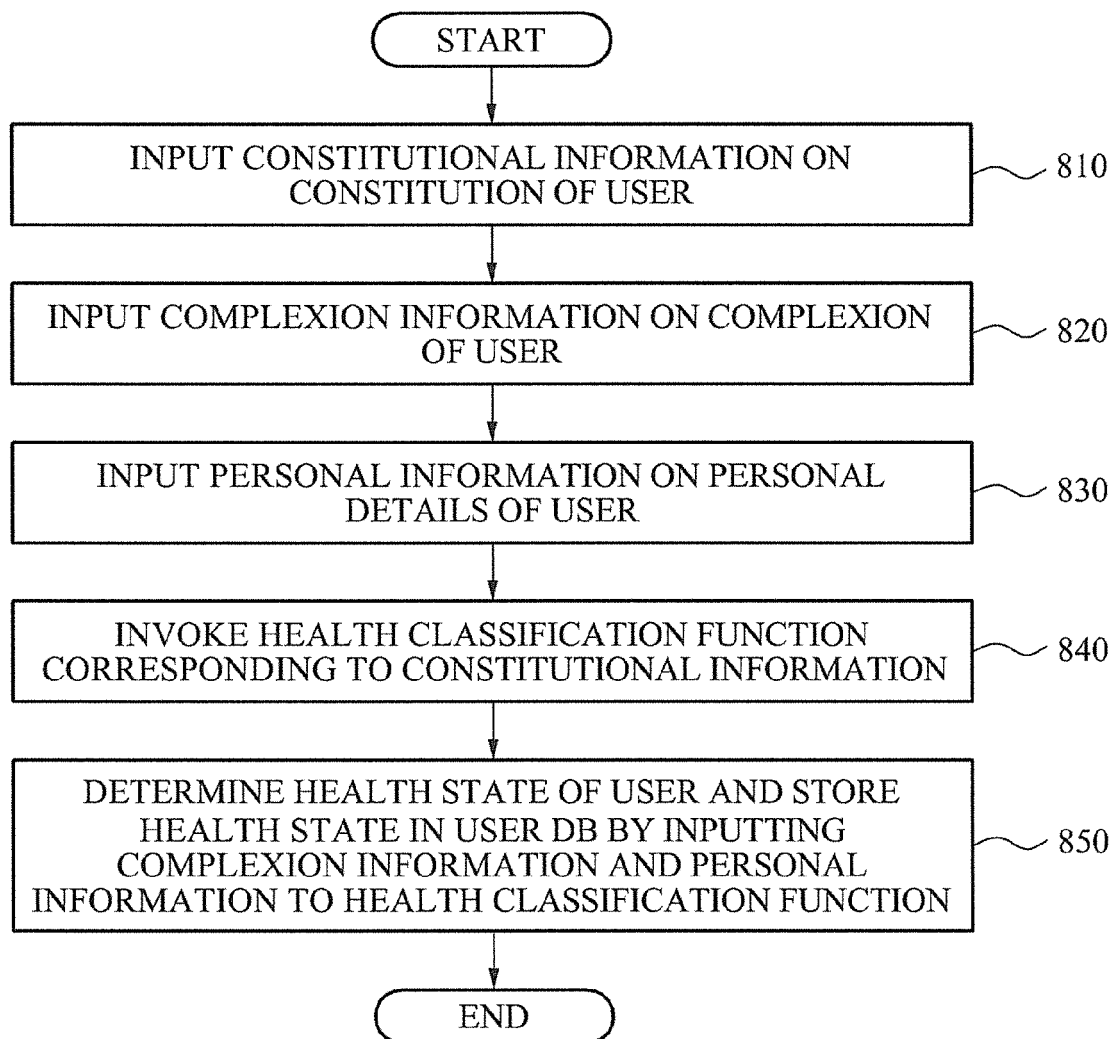 START
INPUT CONSTITUTIONAL INFORMATION ON
CONSTITUTION OF USER
810
INPUT COMPLEXION INFORMATION ON COMPLEXION
OF USER
820
INPUT PERSONAL INFORMATION ON PERSONAL
DETAILS OF USER
830
INVOKE HEALTH CLASSIFICATION FUNCTION
CORRESPONDING TO CONSTITUTIONAL INFORMATION
840
DETERMINE HEALTH STATE OF USER AND STORE
HEALTH STATE IN USER DB BY INPUTTING
COMPLEXION INFORMATION AND PERSONAL
INFORMATION TO HEALTH CLASSIFICATION FUNCTION
850
END